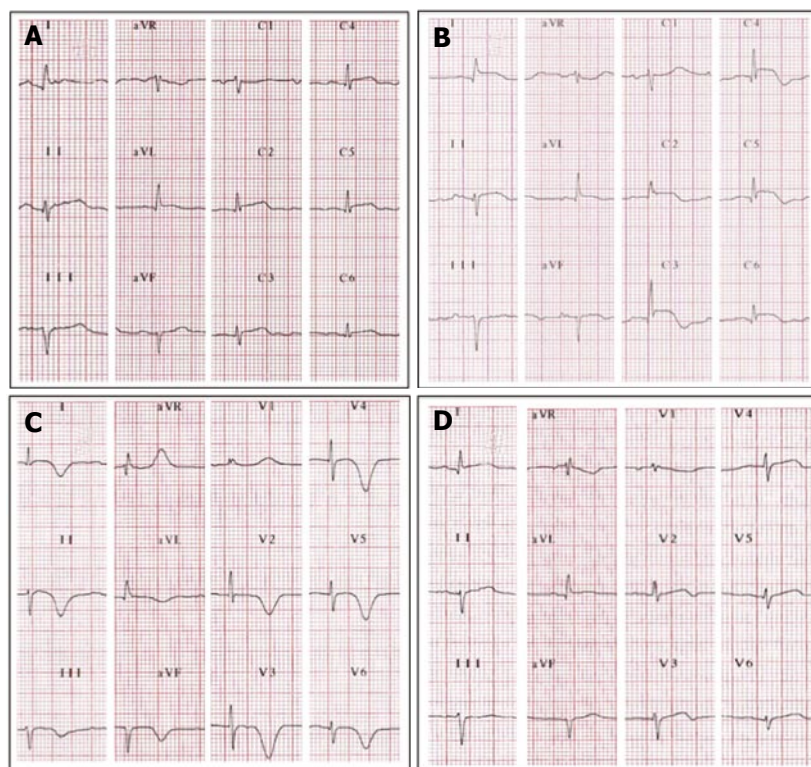 A
I aVR C1 C4
II aVL C2 C5
III aVF C3 C6
B
I aVR C1 C4
II aVL C2 C5
III aVF C3 C6
C
I aVR V1 V4
II aVL V2 V5
III aVF V3 V6
D
I aVR V1 V4
II aVL V2 V5
III aVF V3 V6